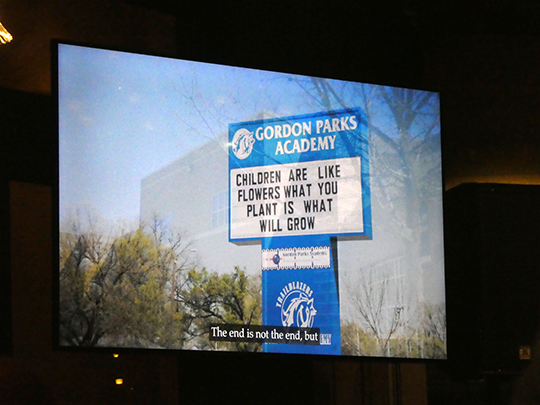 GORDON PARKS
ACADEMY
CHILDREN ARE LIKE
FLOWERS WHAT YOU
PLANT IS WHAT
WILL GROW
Gordon Parks Academy
TRAILBLAZERS
The end is not the end, but